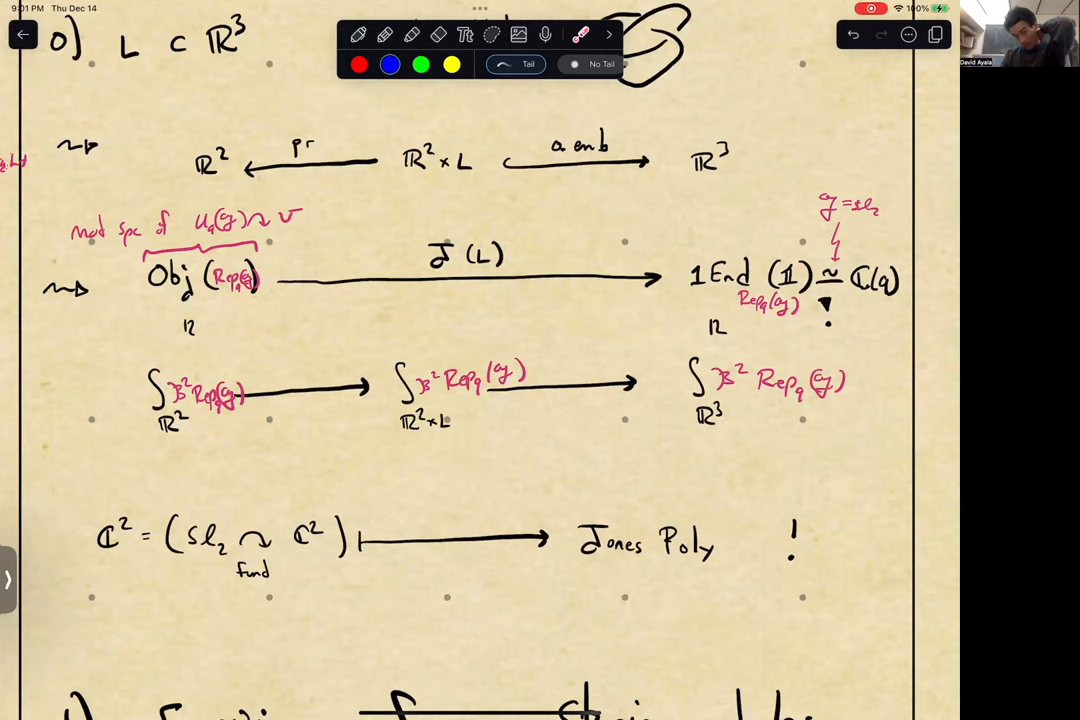 9:01 PM Thu Dec 14
100%
Tt
Tail
No Tail
David Ayala
0) L ⊂ ℝ³
⇝ ℝ² ←pr— ℝ² × L ↪a emb→ ℝ³
𝔤 = sl₂
mod spc of U_q(𝔤) ↷ V
⇝ Obj (Rep_q(𝔤)) —J(L)→ 1End_{Rep_q(𝔤)} (𝟙) ≃ ℂ(q)
!
∫_{ℝ²} 𝔅² Rep_q(𝔤) → ∫_{ℝ²×L} 𝔅² Rep_q(𝔤) → ∫_{ℝ³} 𝔅² Rep_q(𝔤)
ℂ² = (sl₂ ↷ ℂ²) ⟼ Jones Poly !
fund